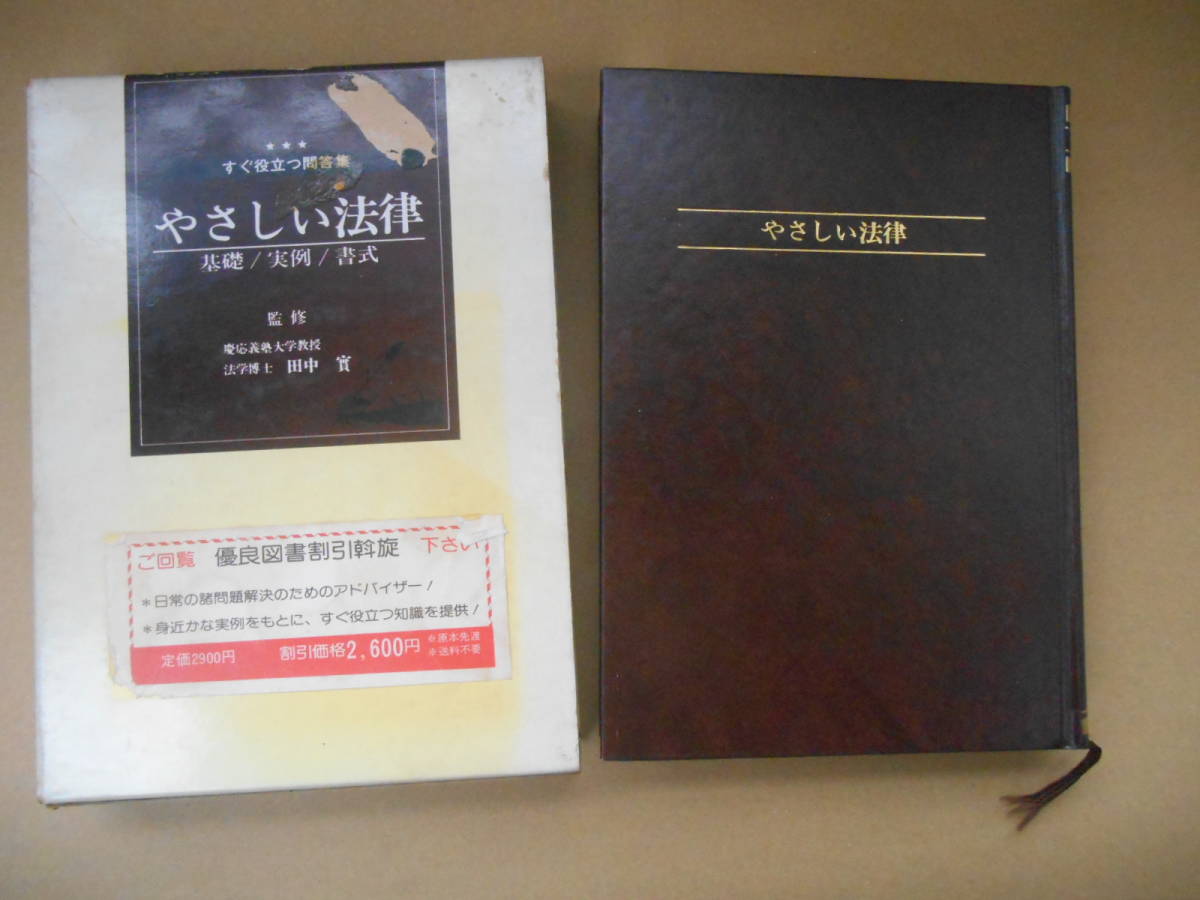 ★★★
すぐ役立つ問答集
やさしい法律
基礎/実例/書式
監修
慶応義塾大学教授
法学博士 田中 實
ご回覧 優良図書割引斡旋 下さい
*日常の諸問題解決のためのアドバイザー!
*身近かな実例をもとに、すぐ役立つ知識を提供!
定価2900円 割引価格2,600円 ※原本先渡
※送料不要
やさしい法律